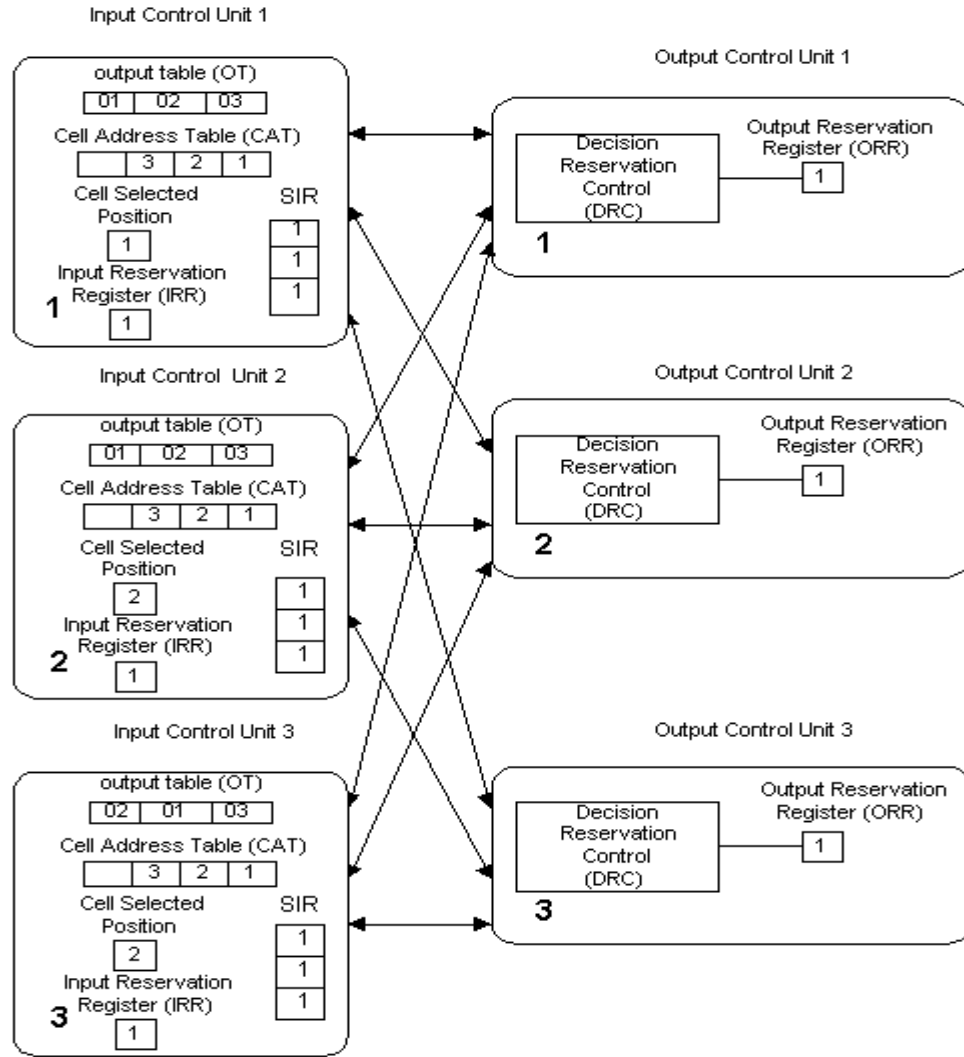 Input Control Unit 1
output table (OT)
01 02 03
Cell Address Table (CAT)
3 2 1
Cell Selected
Position
1
SIR
1
1
1
Input Reservation
Register (IRR)
1
1
Input Control Unit 2
output table (OT)
01 02 03
Cell Address Table (CAT)
3 2 1
Cell Selected
Position
2
SIR
1
1
1
Input Reservation
Register (IRR)
2
1
Input Control Unit 3
output table (OT)
02 01 03
Cell Address Table (CAT)
3 2 1
Cell Selected
Position
2
SIR
1
1
1
Input Reservation
Register (IRR)
3
1
Output Control Unit 1
Decision
Reservation
Control
(DRC)
Output Reservation
Register (ORR)
1
1
Output Control Unit 2
Decision
Reservation
Control
(DRC)
Output Reservation
Register (ORR)
1
2
Output Control Unit 3
Decision
Reservation
Control
(DRC)
Output Reservation
Register (ORR)
1
3